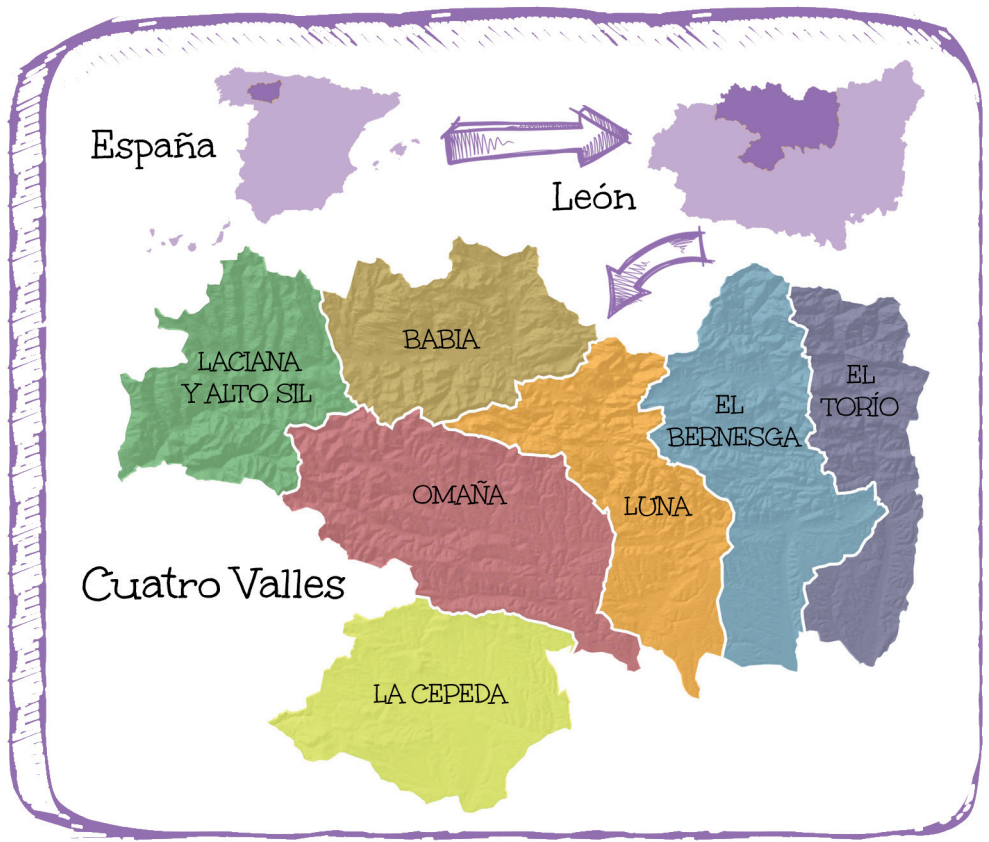 España
León
BABIA
LACIANA
Y ALTO SIL
EL
TORÍO
EL
BERNESGA
OMAÑA
LUNA
Cuatro Valles
LA CEPEDA